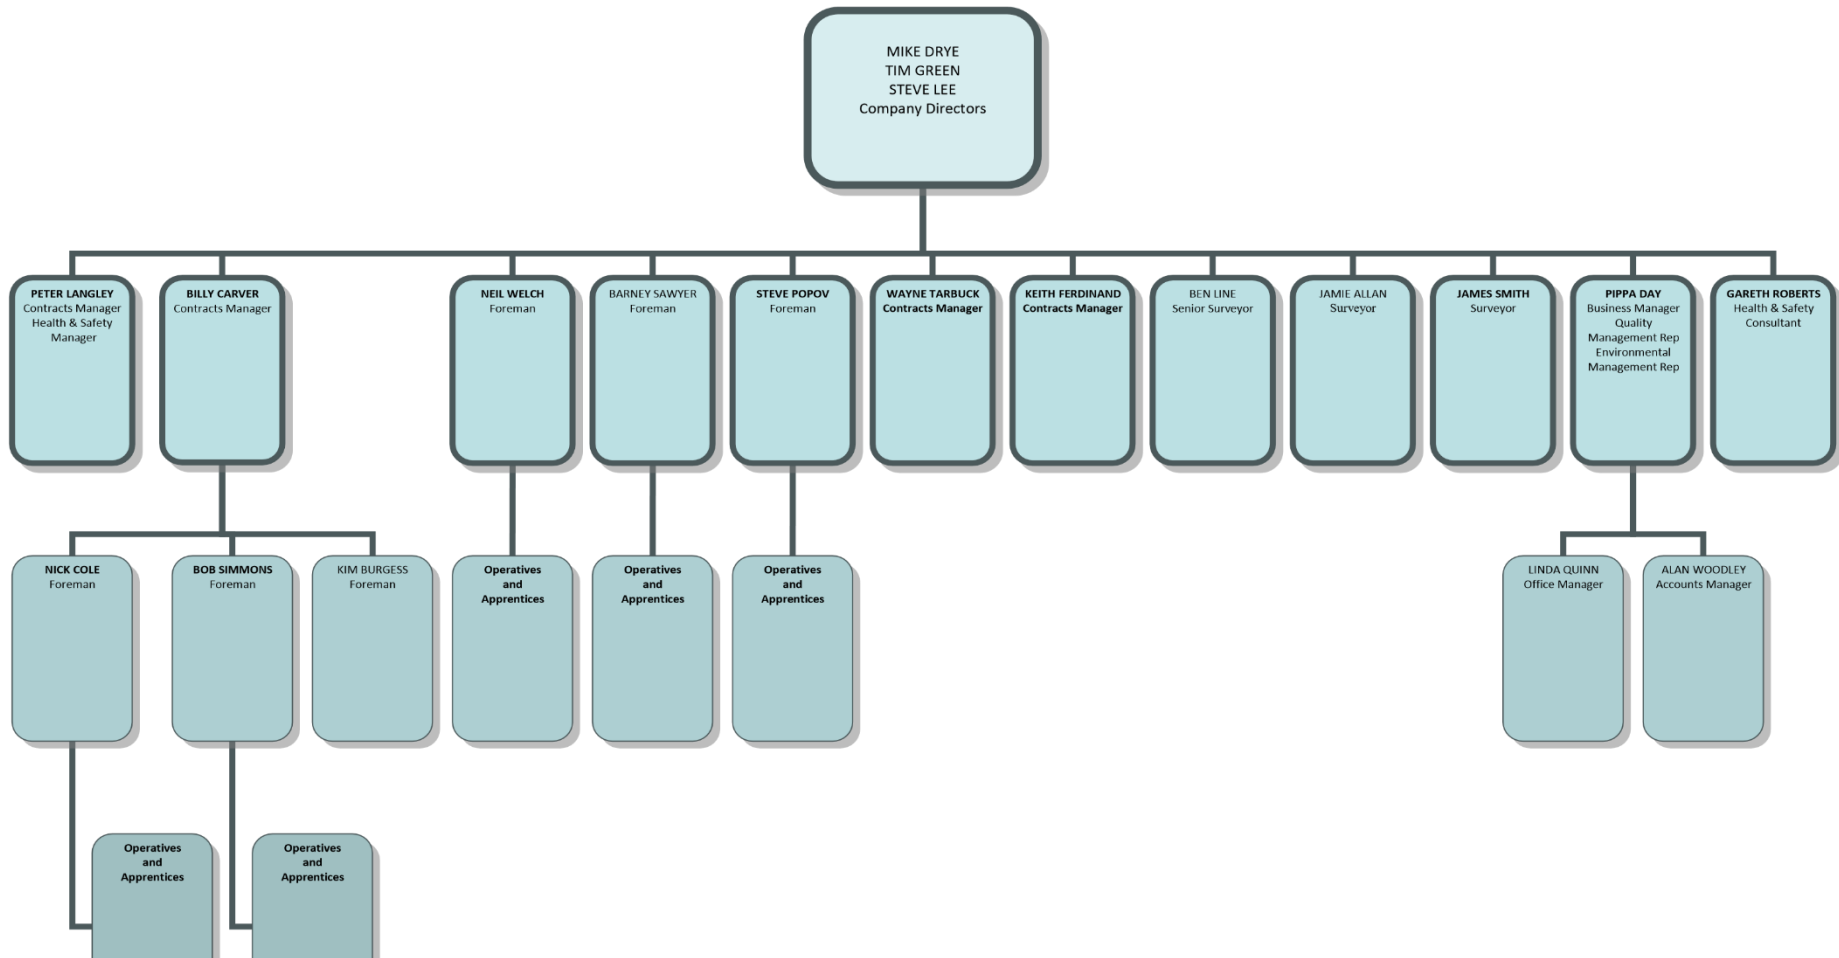 MIKE DRYE
TIM GREEN
STEVE LEE
Company Directors
PETER LANGLEY
Contracts Manager
Health & Safety
Manager
BILLY CARVER
Contracts Manager
NEIL WELCH
Foreman
BARNEY SAWYER
Foreman
STEVE POPOV
Foreman
WAYNE TARBUCK
Contracts Manager
KEITH FERDINAND
Contracts Manager
BEN LINE
Senior Surveyor
JAMIE ALLAN
Surveyor
JAMES SMITH
Surveyor
PIPPA DAY
Business Manager
Quality
Management Rep
Environmental
Management Rep
GARETH ROBERTS
Health & Safety
Consultant
NICK COLE
Foreman
BOB SIMMONS
Foreman
KIM BURGESS
Foreman
Operatives
and
Apprentices
Operatives
and
Apprentices
Operatives
and
Apprentices
LINDA QUINN
Office Manager
ALAN WOODLEY
Accounts Manager
Operatives
and
Apprentices
Operatives
and
Apprentices